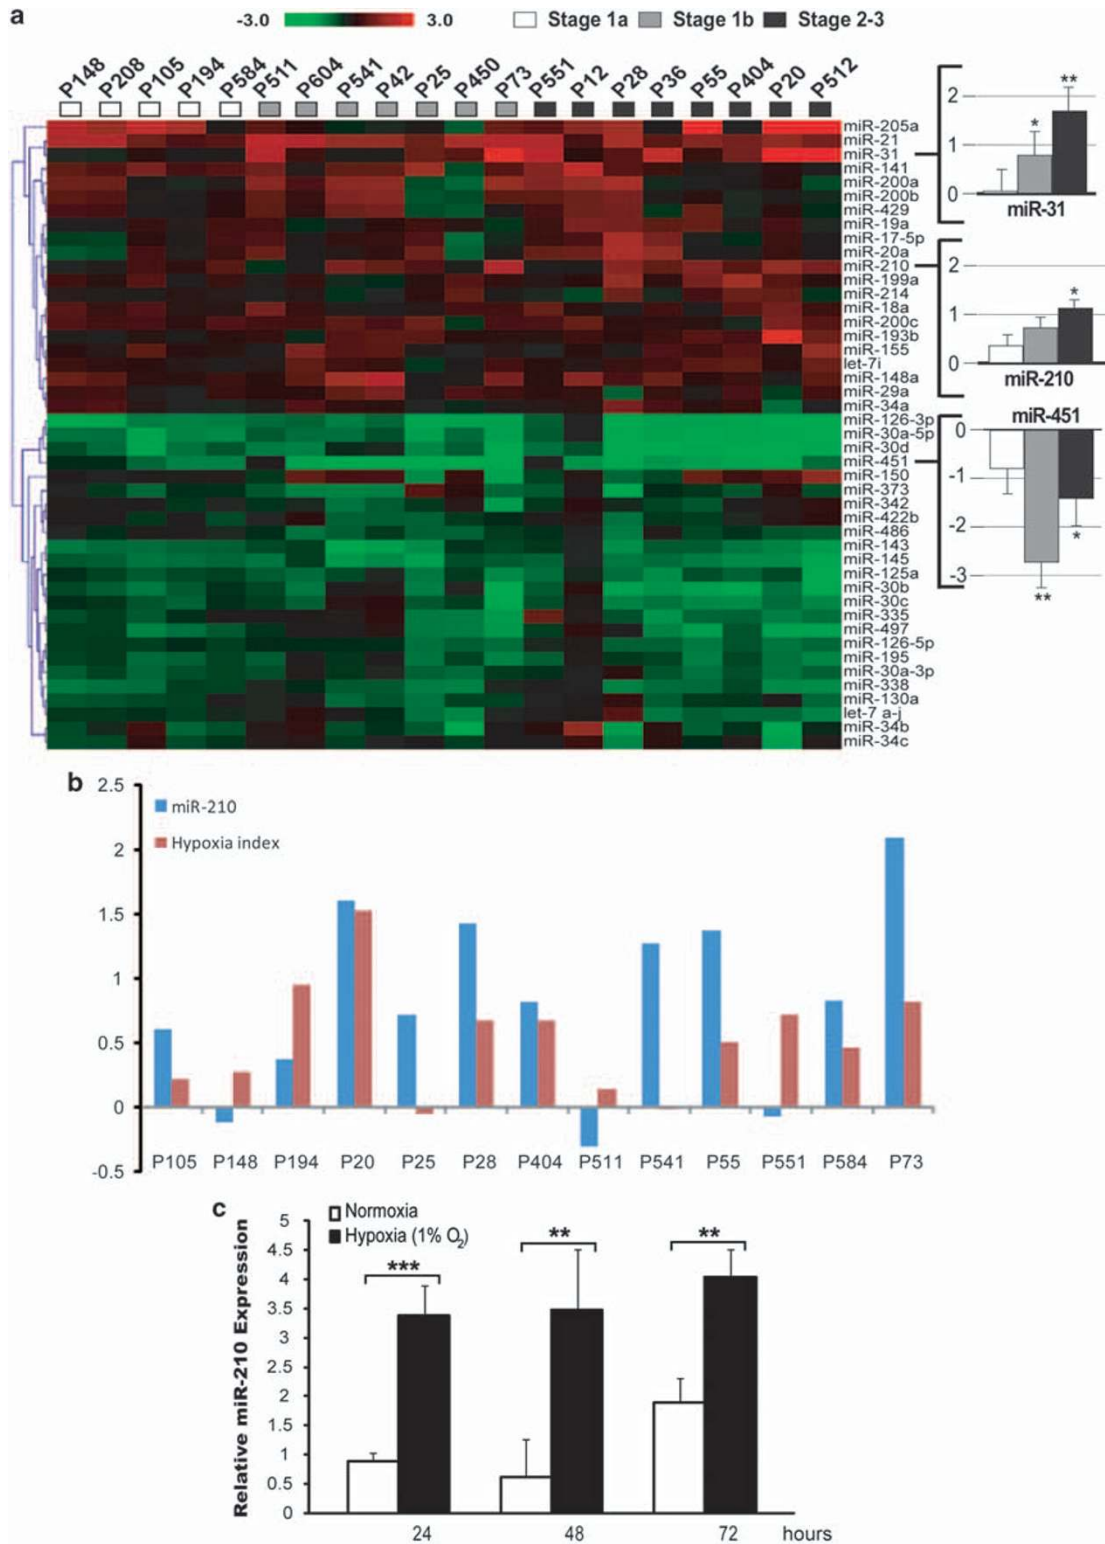 a
-3.0 3.0 Stage 1a Stage 1b Stage 2-3
P148 P208 P105 P194 P584 P511 P604 P541 P42 P25 P450 P73 P551 P12 P28 P36 P55 P404 P20 P512
miR-205a
miR-21
miR-31
miR-141
miR-200a
miR-200b
miR-429
miR-19a
miR-17-5p
miR-20a
miR-210
miR-199a
miR-214
miR-18a
miR-200c
miR-193b
miR-155
let-7i
miR-148a
miR-29a
miR-34a
miR-126-3p
miR-30a-5p
miR-30d
miR-451
miR-150
miR-373
miR-342
miR-422b
miR-486
miR-143
miR-145
miR-125a
miR-30b
miR-30c
miR-335
miR-497
miR-126-5p
miR-195
miR-30a-3p
miR-338
miR-130a
let-7 a-j
miR-34b
miR-34c
**
2
*
1
0
miR-31
2
*
1
0
miR-210
miR-451
0
-1
-2
*
-3
**
b
2.5
miR-210
Hypoxia index
2
1.5
1
0.5
0
-0.5
P105 P148 P194 P20 P25 P28 P404 P511 P541 P55 P551 P584 P73
c
Normoxia
Hypoxia (1% O2)
Relative miR-210 Expression
5
4.5
4
3.5
3
2.5
2
1.5
1
0.5
0
*** ** **
24 48 72 hours